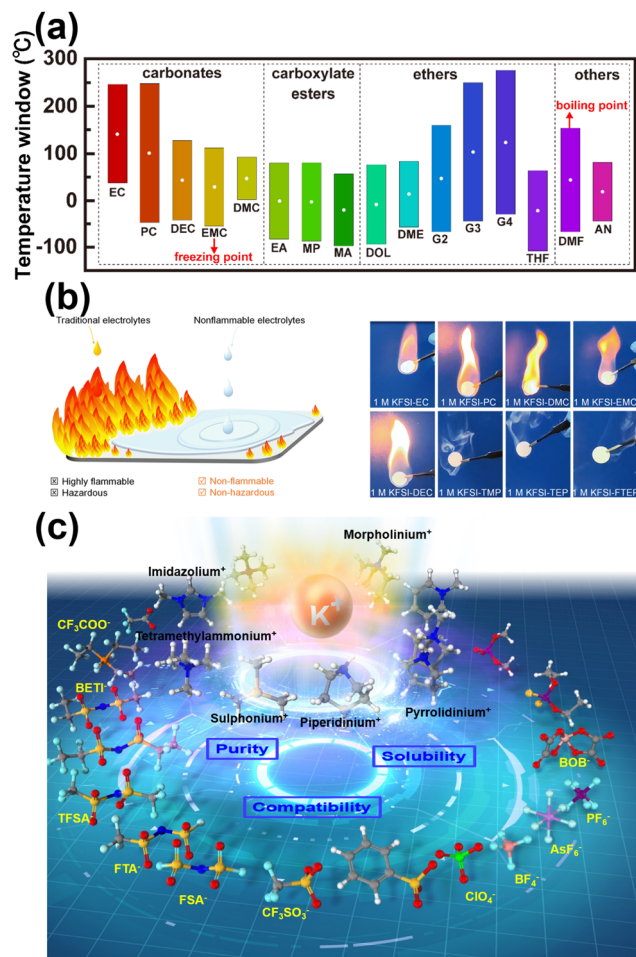 (a)
Temperature window (℃)
300
200
100
0
-100
carbonates
carboxylate
esters
ethers
others
boiling point
EC
PC
DEC
EMC
DMC
freezing point
EA
MP
MA
DOL
DME
G2
G3
G4
THF
DMF
AN
(b)
Traditional electrolytes
Nonflammable electrolytes
☒ Highly flammable
☒ Hazardous
☑ Non-flammable
☑ Non-hazardous
1 M KFSI-EC
1 M KFSI-PC
1 M KFSI-DMC
1 M KFSI-EMC
1 M KFSI-DEC
1 M KFSI-TMP
1 M KFSI-TEP
1 M KFSI-FTEP
(c)
Morpholinium⁺
Imidazolium⁺
K⁺
CF₃COO⁻
Tetramethylammonium⁺
BETI⁻
Sulphonium⁺
Piperidinium⁺
Pyrrolidinium⁺
Purity
Solubility
Compatibility
BOB⁻
TFSA⁻
PF₆⁻
AsF₆⁻
FTA⁻
BF₄⁻
FSA⁻
ClO₄⁻
CF₃SO₃⁻